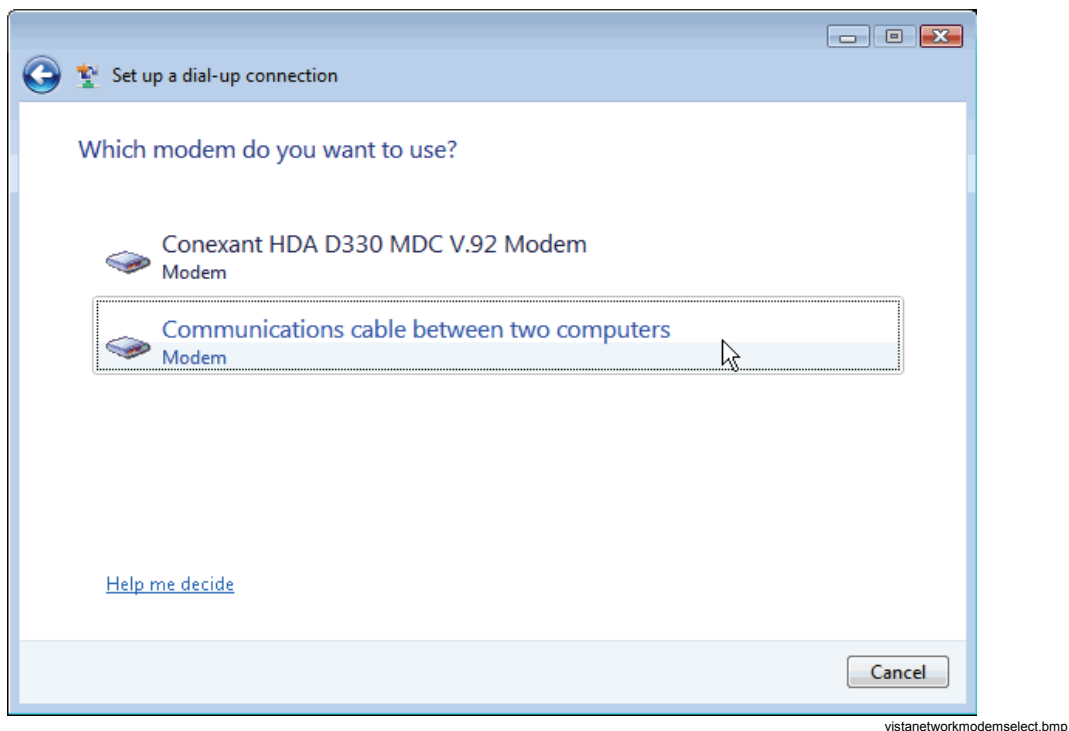 Set up a dial-up connection
Which modem do you want to use?
Conexant HDA D330 MDC V.92 Modem
Modem
Communications cable between two computers
Modem
Help me decide
Cancel
vistanetworkmodemselect.bmp